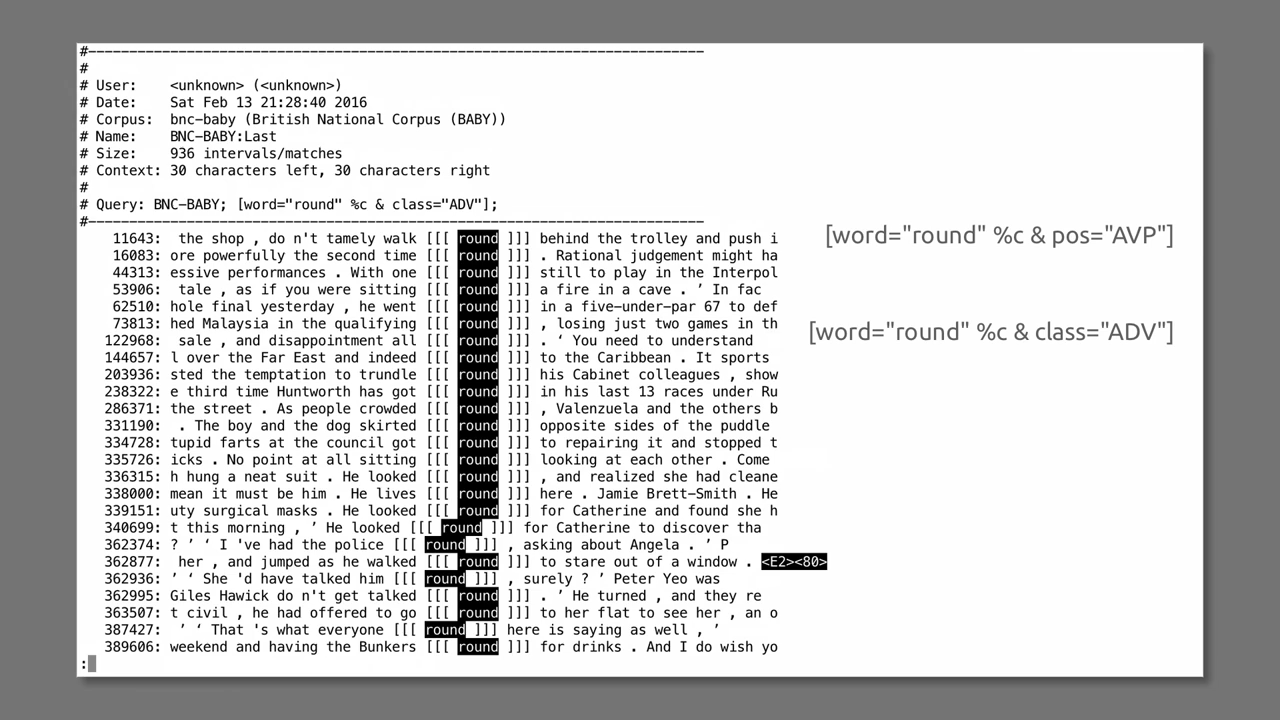 #----------------------------------------------------------------------------
#
# User:    <unknown> (<unknown>)
# Date:    Sat Feb 13 21:28:40 2016
# Corpus:  bnc-baby (British National Corpus (BABY))
# Name:    BNC-BABY:Last
# Size:    936 intervals/matches
# Context: 30 characters left, 30 characters right
#
# Query: BNC-BABY; [word="round" %c & class="ADV"];
#----------------------------------------------------------------------------
11643:  the shop , do n't tamely walk [[[ round ]]] behind the trolley and push i
16083: ore powerfully the second time [[[ round ]]] . Rational judgement might ha
44313: essive performances . With one [[[ round ]]] still to play in the Interpol
53906:  tale , as if you were sitting [[[ round ]]] a fire in a cave . ’ In fac
62510: hole final yesterday , he went [[[ round ]]] in a five-under-par 67 to def
73813: hed Malaysia in the qualifying [[[ round ]]] , losing just two games in th
122968:  sale , and disappointment all [[[ round ]]] . ‘ You need to understand
144657: l over the Far East and indeed [[[ round ]]] to the Caribbean . It sports
203936: sted the temptation to trundle [[[ round ]]] his Cabinet colleagues , show
238322: e third time Huntworth has got [[[ round ]]] in his last 13 races under Ru
286371: the street . As people crowded [[[ round ]]] , Valenzuela and the others b
331190:  . The boy and the dog skirted [[[ round ]]] opposite sides of the puddle
334728: tupid farts at the council got [[[ round ]]] to repairing it and stopped t
335726: icks . No point at all sitting [[[ round ]]] looking at each other . Come
336315: h hung a neat suit . He looked [[[ round ]]] , and realized she had cleane
338000: mean it must be him . He lives [[[ round ]]] here . Jamie Brett-Smith . He
339151: uty surgical masks . He looked [[[ round ]]] for Catherine and found she h
340699: t this morning , ’ He looked [[[ round ]]] for Catherine to discover tha
362374: ? ’ ‘ I 've had the police [[[ round ]]] , asking about Angela . ’ P
362877:  her , and jumped as he walked [[[ round ]]] to stare out of a window . <E2><80>
362936: ’ ‘ She 'd have talked him [[[ round ]]] , surely ? ’ Peter Yeo was
362995: Giles Hawick do n't get talked [[[ round ]]] . ’ He turned , and they re
363507: t civil , he had offered to go [[[ round ]]] to her flat to see her , an o
387427:  ’ ‘ That 's what everyone [[[ round ]]] here is saying as well , ’
389606: weekend and having the Bunkers [[[ round ]]] for drinks . And I do wish yo
:
[word="round" %c & pos="AVP"]
[word="round" %c & class="ADV"]